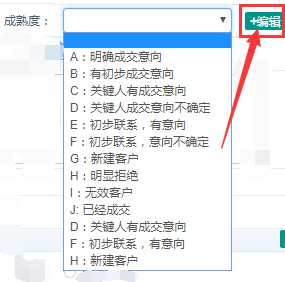 成熟度：
+编辑
A：明确成交意向
B：有初步成交意向
C：关键人有成交意向
D：关键人成交意向不确定
E：初步联系，有意向
F：初步联系，意向不确定
G：新建客户
H：明显拒绝
I：无效客户
J: 已经成交
D：关键人有成交意向
F：初步联系，有意向
H：新建客户